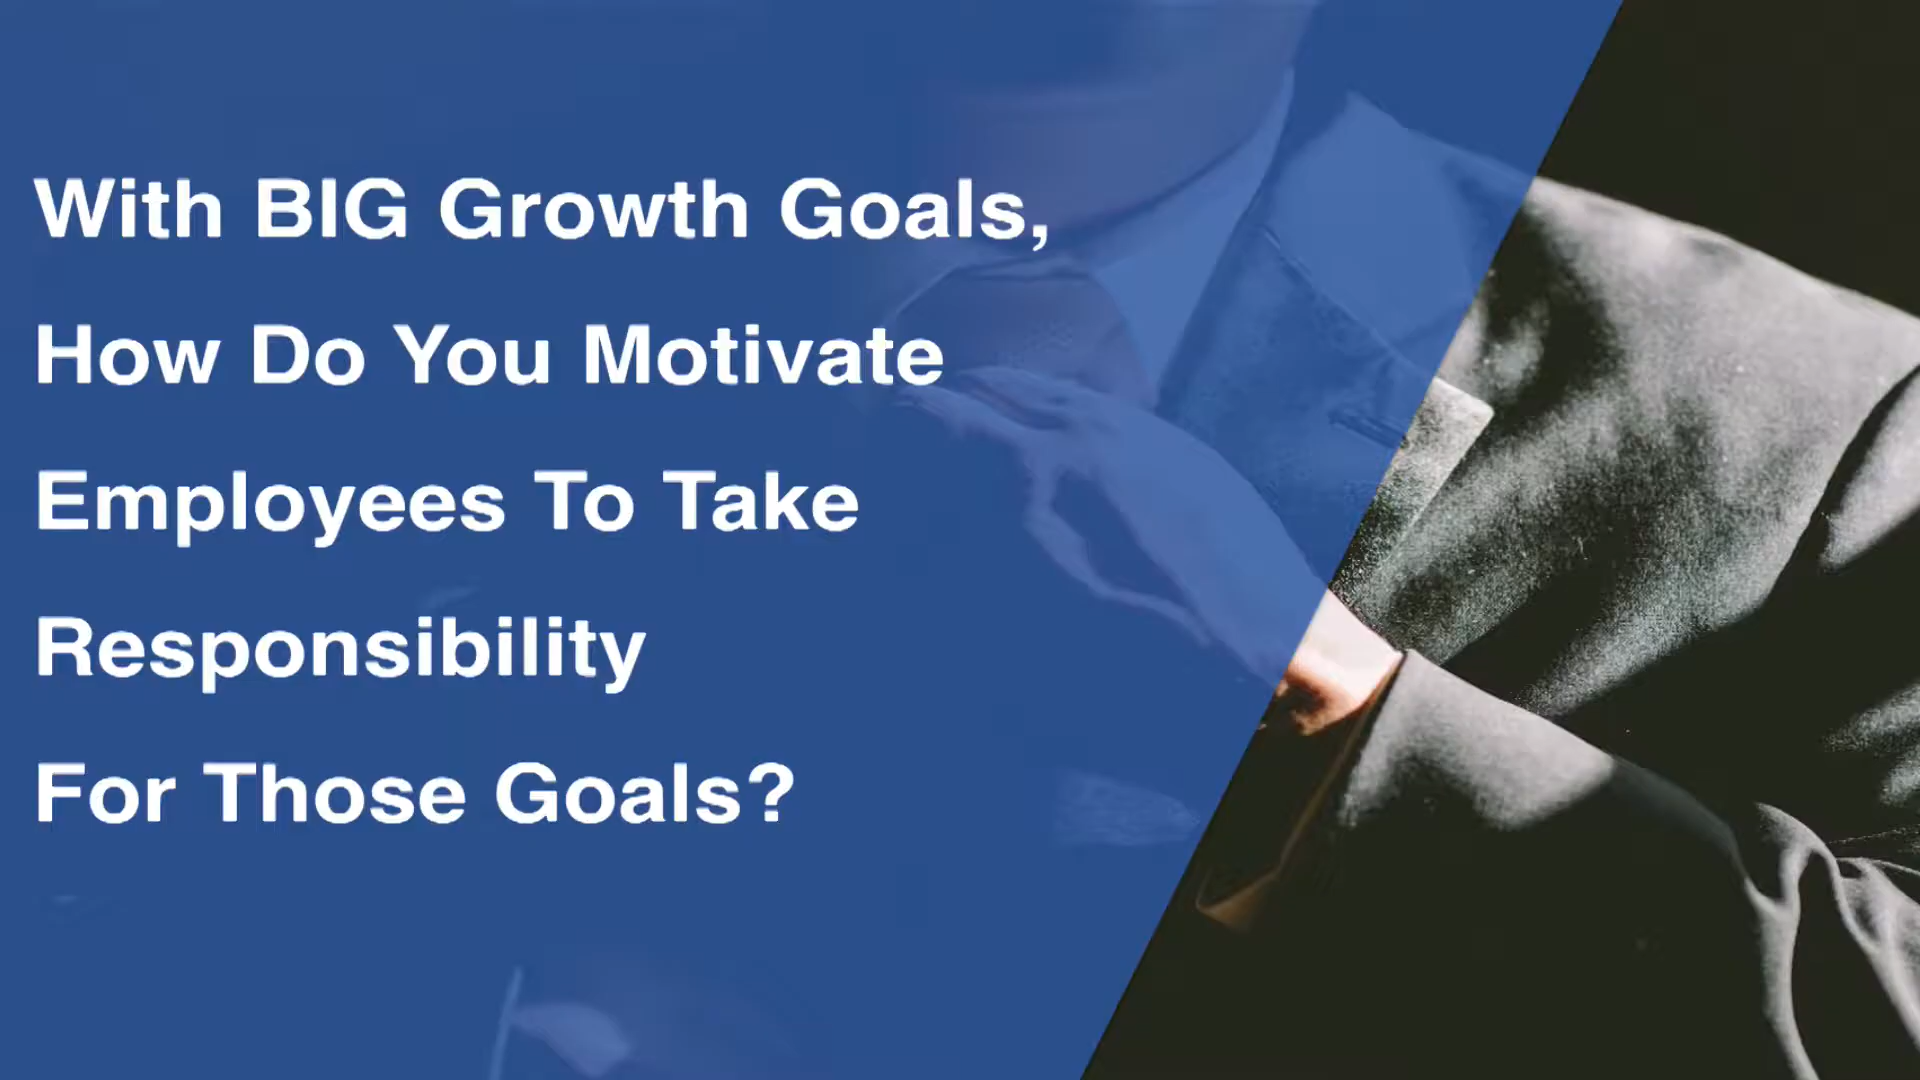 With BIG Growth Goals,
How Do You Motivate
Employees To Take
Responsibility
For Those Goals?